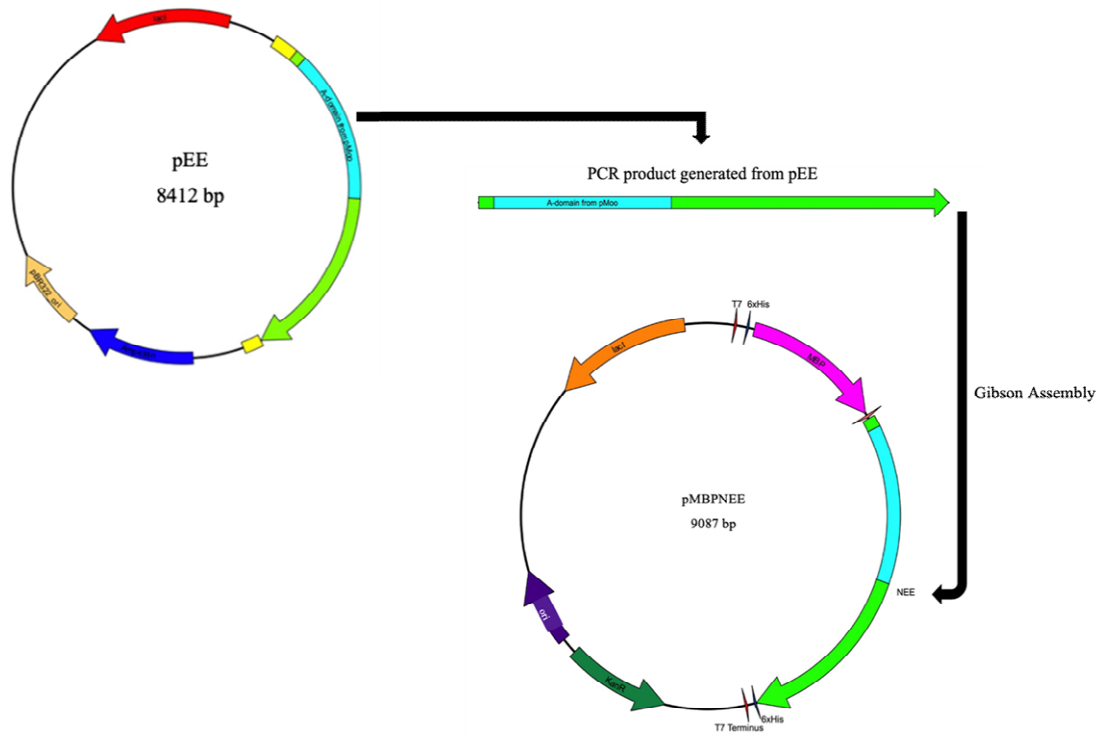 lacI
A-domain from pMoo
pEE
8412 bp
pBR322_ori
PCR product generated from pEE
A-domain from pMoo
T7 6xHis
lacI
MBP
Gibson Assembly
pMBPNEE
9087 bp
NEE
ori
KanR
6xHis
T7 Terminus